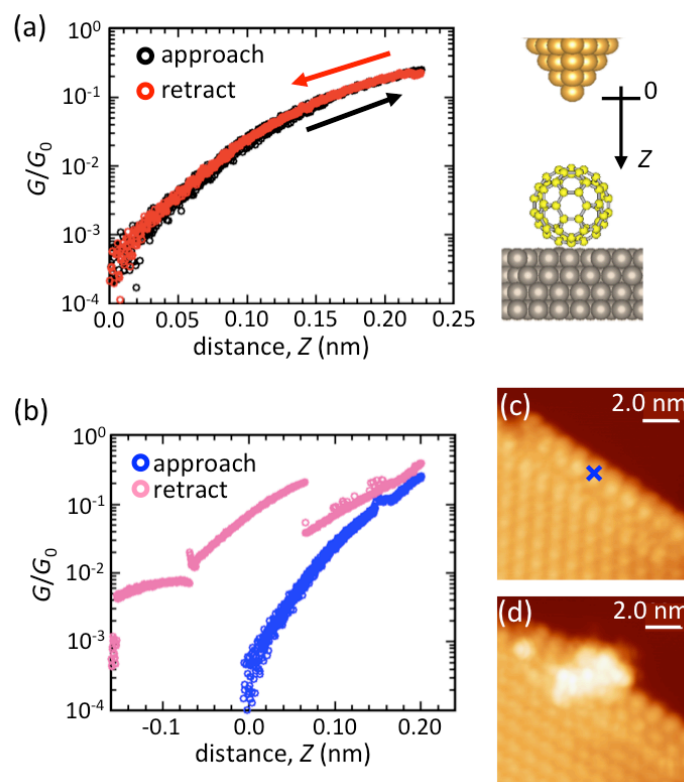 (a)
approach
retract
G/G0
10^0
10^-1
10^-2
10^-3
10^-4
0
0.05
0.10
0.15
0.20
0.25
distance, Z (nm)
0
Z
(b)
approach
retract
G/G0
10^0
10^-1
10^-2
10^-3
10^-4
-0.1
0.0
0.10
0.20
distance, Z (nm)
(c)
2.0 nm
(d)
2.0 nm